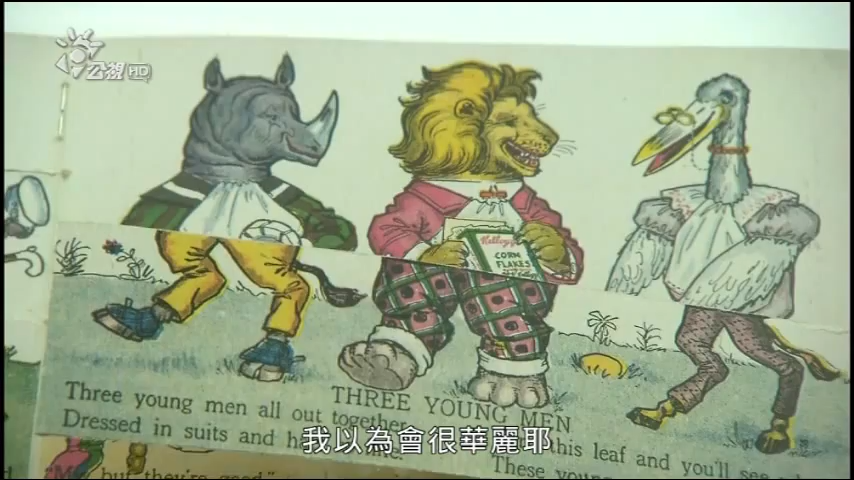 公視 HD
Kellogg's
CORN
FLAKES
THREE YOUNG MEN
Three young men all out together
Dressed in suits and
this leaf and you'll see
These young
but they're good"
我以為會很華麗耶